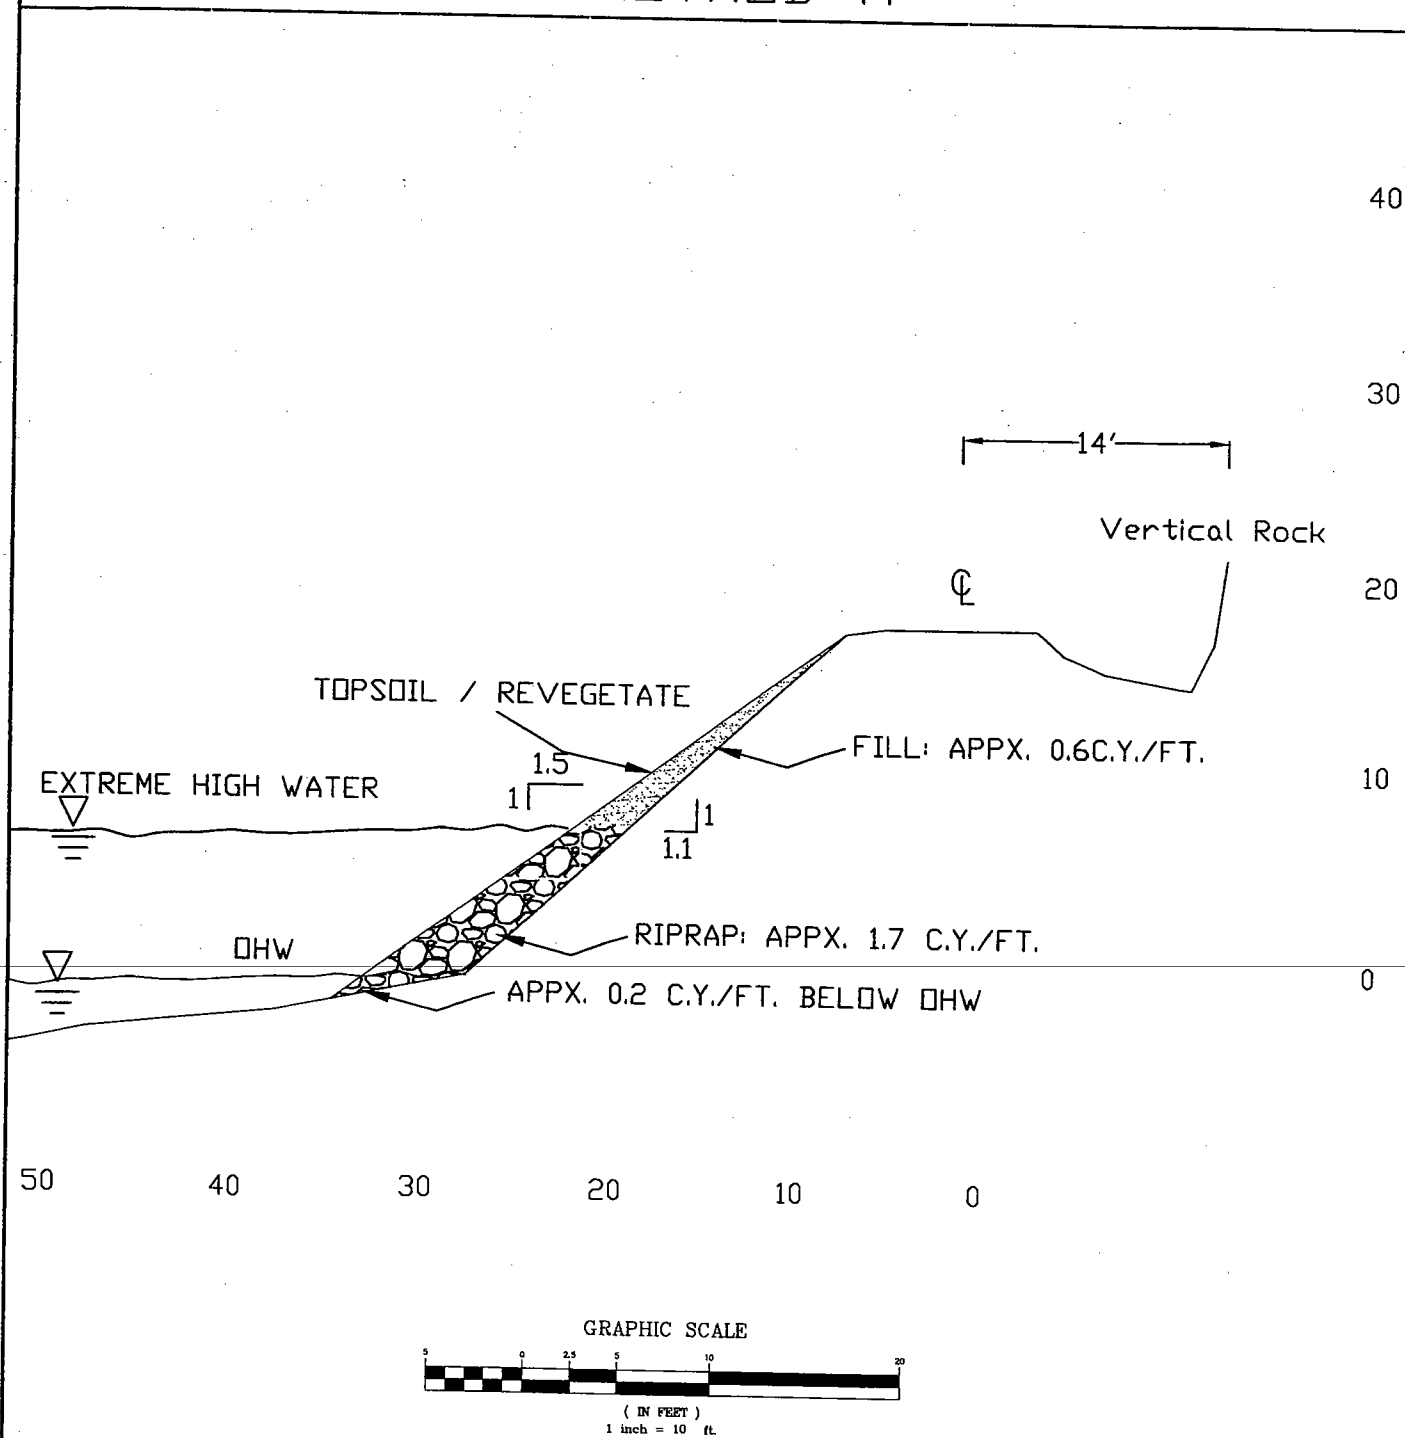 40
30
14'
Vertical Rock
20
℄
TOPSOIL / REVEGETATE
FILL: APPX. 0.6C.Y./FT.
1.5
1
EXTREME HIGH WATER
10
1
1.1
RIPRAP: APPX. 1.7 C.Y./FT.
OHW
0
APPX. 0.2 C.Y./FT. BELOW OHW
50 40 30 20 10 0
GRAPHIC SCALE
5 0 2.5 5 10 20
( IN FEET )
1 inch = 10 ft.